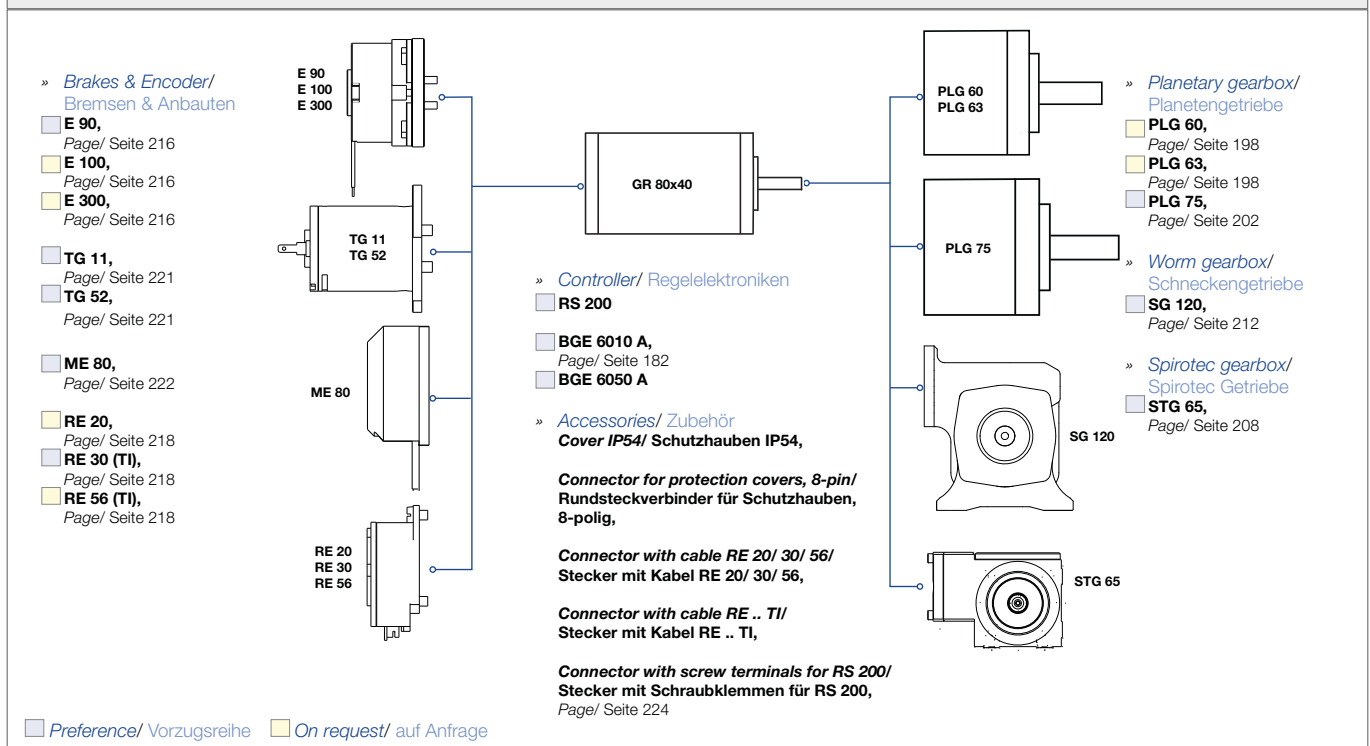 » Brakes & Encoder/
Bremsen & Anbauten
E 90,
Page/ Seite 216
E 100,
Page/ Seite 216
E 300,
Page/ Seite 216
TG 11,
Page/ Seite 221
TG 52,
Page/ Seite 221
ME 80,
Page/ Seite 222
RE 20,
Page/ Seite 218
RE 30 (TI),
Page/ Seite 218
RE 56 (TI),
Page/ Seite 218
E 90
E 100
E 300
TG 11
TG 52
ME 80
RE 20
RE 30
RE 56
GR 80x40
» Controller/ Regelelektroniken
RS 200
BGE 6010 A,
Page/ Seite 182
BGE 6050 A
» Accessories/ Zubehör
Cover IP54/ Schutzhauben IP54,
Connector for protection covers, 8-pin/
Rundsteckverbinder für Schutzhauben,
8-polig,
Connector with cable RE 20/ 30/ 56/
Stecker mit Kabel RE 20/ 30/ 56,
Connector with cable RE .. TI/
Stecker mit Kabel RE .. TI,
Connector with screw terminals for RS 200/
Stecker mit Schraubklemmen für RS 200,
Page/ Seite 224
PLG 60
PLG 63
PLG 75
SG 120
STG 65
» Planetary gearbox/
Planetengetriebe
PLG 60,
Page/ Seite 198
PLG 63,
Page/ Seite 198
PLG 75,
Page/ Seite 202
» Worm gearbox/
Schneckengetriebe
SG 120,
Page/ Seite 212
» Spirotec gearbox/
Spirotec Getriebe
STG 65,
Page/ Seite 208
Preference/ Vorzugsreihe On request/ auf Anfrage